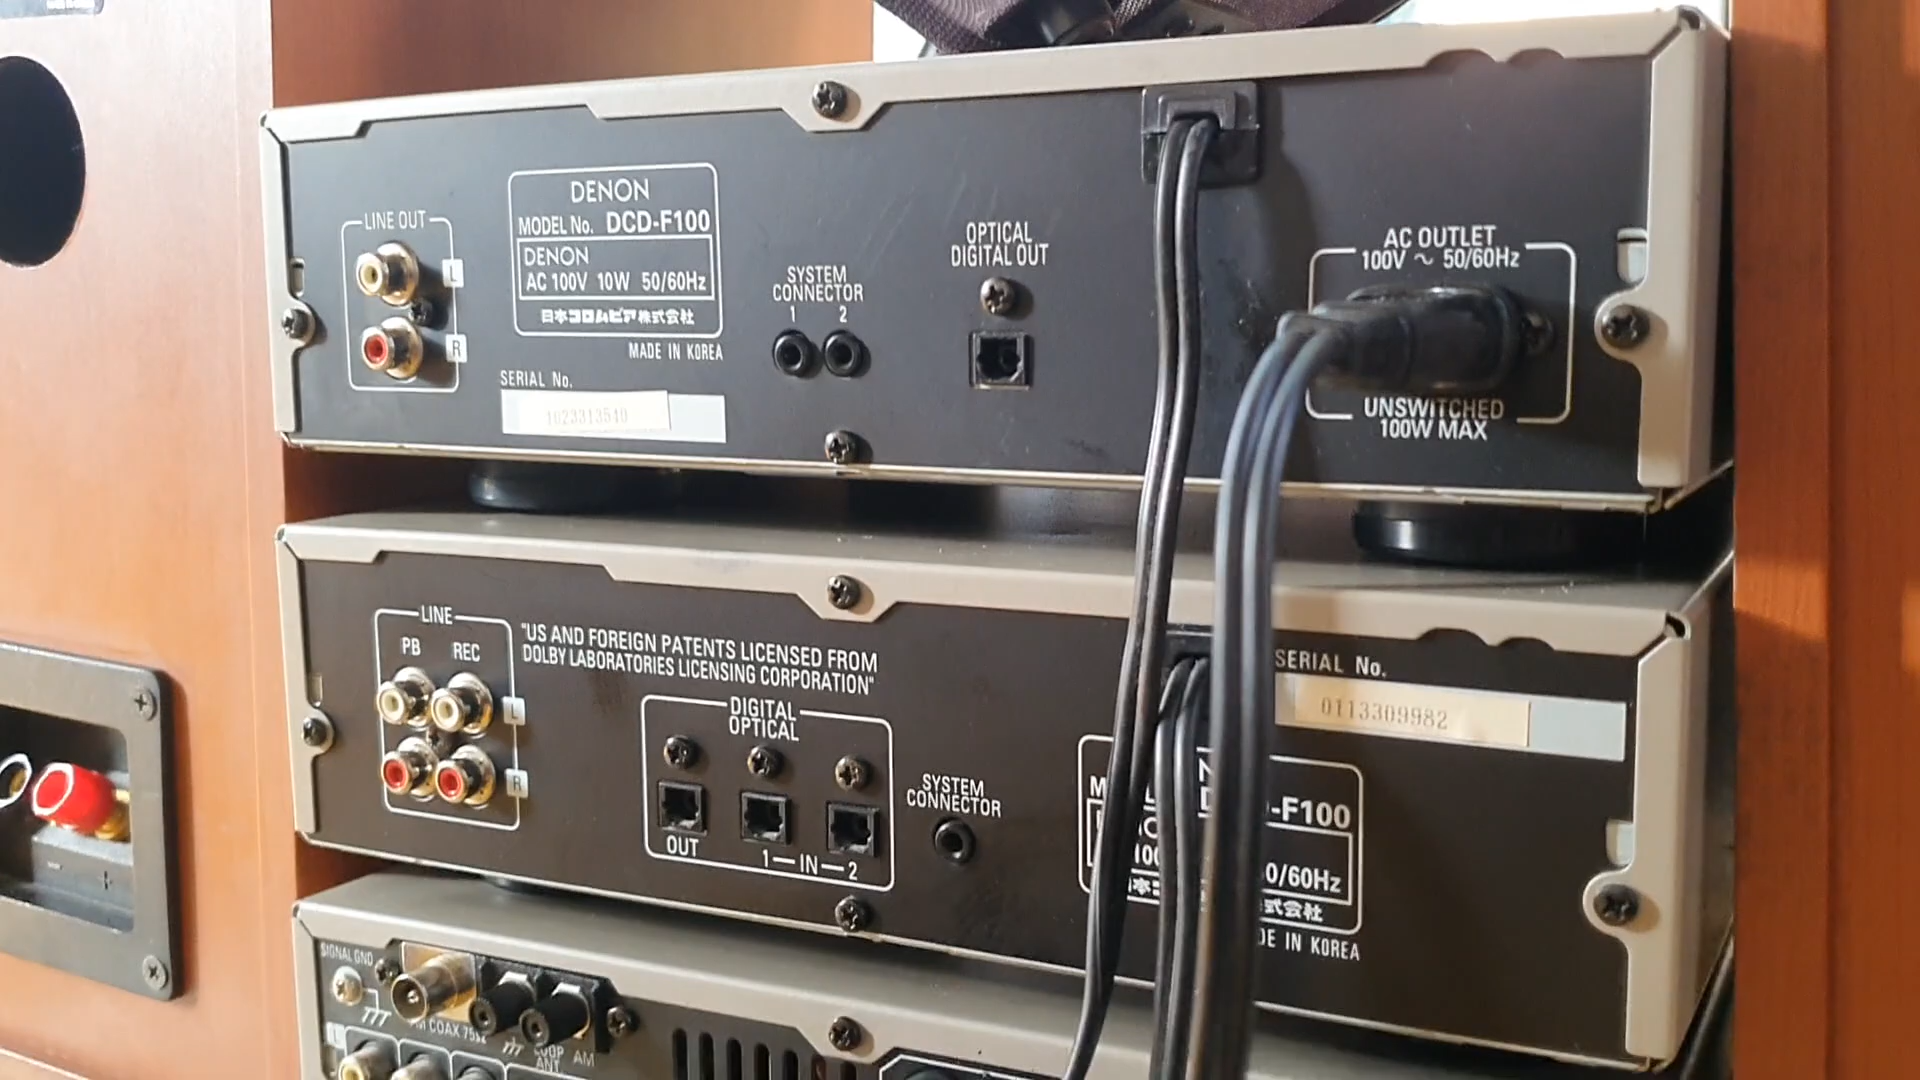 LINE OUT
L
R
DENON
MODEL No. DCD-F100
DENON
AC 100V 10W 50/60Hz
日本コロムビア株式会社
MADE IN KOREA
SERIAL No.
1623313540
SYSTEM
CONNECTOR
1 2
OPTICAL
DIGITAL OUT
AC OUTLET
100V ~ 50/60Hz
UNSWITCHED
100W MAX
LINE
PB REC
L
R
"US AND FOREIGN PATENTS LICENSED FROM
DOLBY LABORATORIES LICENSING CORPORATION"
DIGITAL
OPTICAL
OUT
1—IN—2
SYSTEM
CONNECTOR
SERIAL No.
0113309982
-F100
0/60Hz
式会社
DE IN KOREA
SIGNAL GND
COAX 75Ω
LOOP
ANT.
AM
L